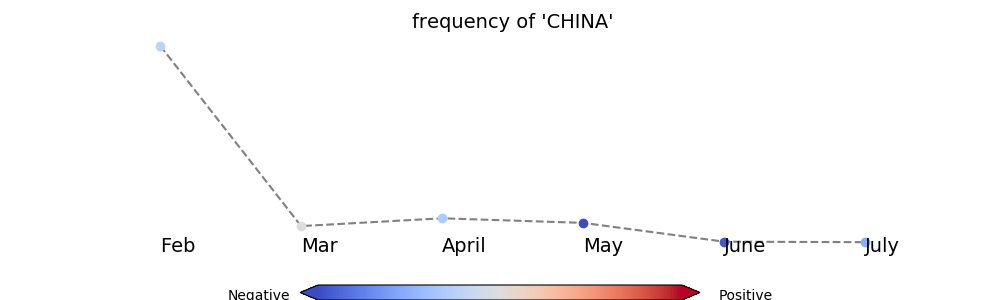 frequency of 'CHINA'
Feb Mar April May June July
Negative Positive